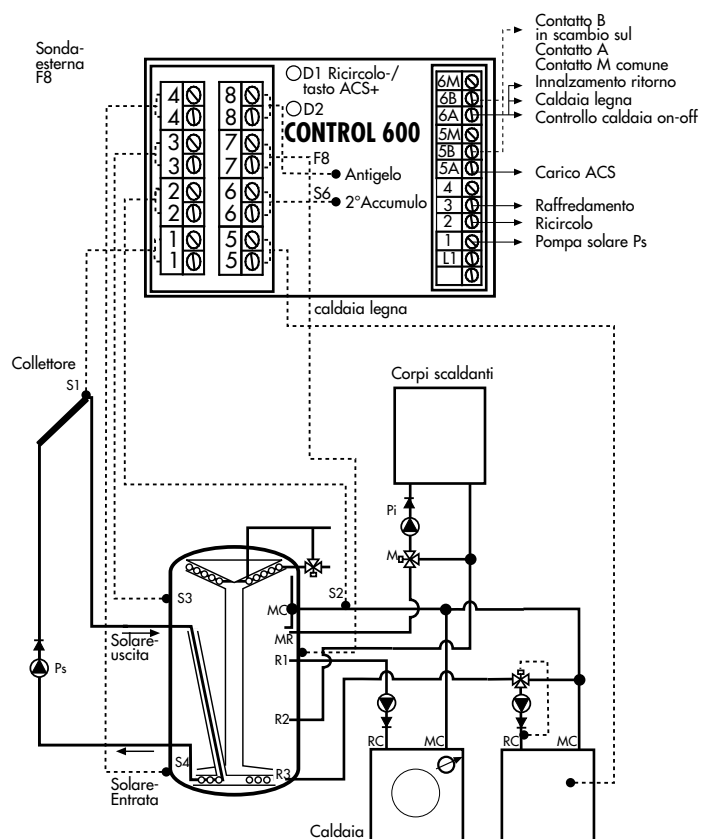 Sonda-
esterna
F8
D1 Ricircolo-/
tasto ACS+
D2
CONTROL 600
4 8
4 8
3 7
3 7
2 6
2 6
1 5
1 5
F8
Antigelo
S6
2°Accumulo
6M
6B
6A
5M
5B
5A
4
3
2
1
L1
Contatto B
in scambio sul
Contatto A
Contatto M comune
Innalzamento ritorno
Caldaia legna
Controllo caldaia on-off
Carico ACS
Raffredamento
Ricircolo
Pompa solare Ps
caldaia legna
Collettore
S1
Corpi scaldanti
Pi
M
S3
S2
MC
MR
Solare-
uscita
Ps
R1
R2
R3
S4
Solare-
Entrata
RC MC
RC MC
Caldaia